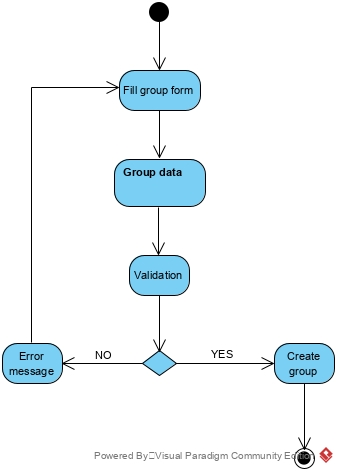 Fill group form
Group data
Validation
NO
YES
Error
message
Create
group
Powered By Visual Paradigm Community Edition